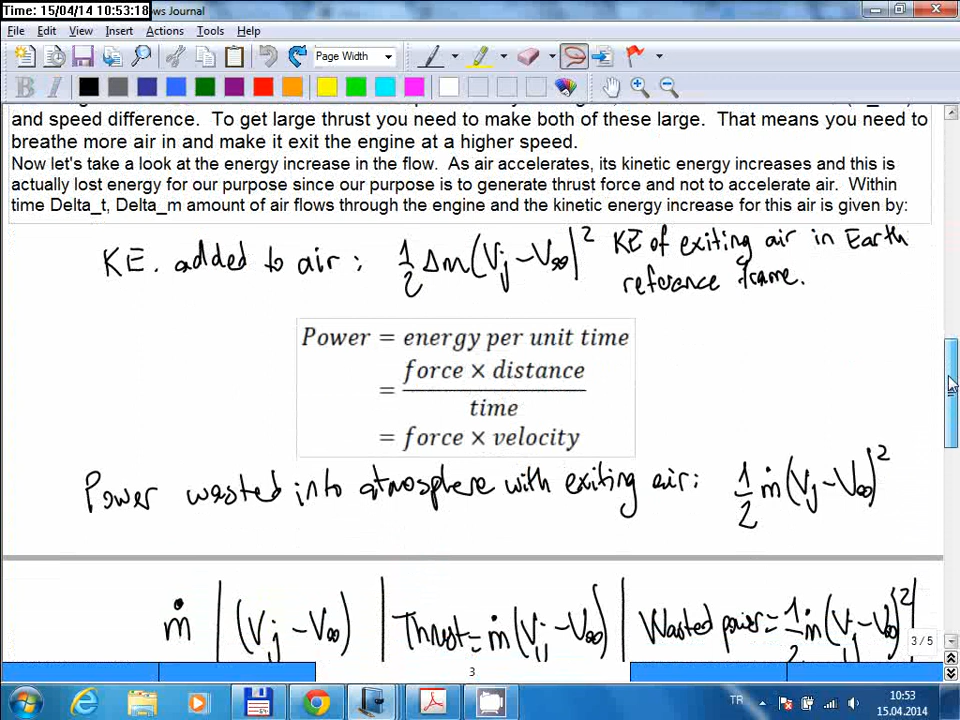 Time: 15/04/14 10:53:18
ws Journal
File Edit View Insert Actions Tools Help
Page Width
B I
and speed difference. To get large thrust you need to make both of these large. That means you need to
breathe more air in and make it exit the engine at a higher speed.
Now let's take a look at the energy increase in the flow. As air accelerates, its kinetic energy increases and this is
actually lost energy for our purpose since our purpose is to generate thrust force and not to accelerate air. Within
time Delta_t, Delta_m amount of air flows through the engine and the kinetic energy increase for this air is given by:
KE. added to air: 1/2 Δm(Vj-V∞)² KE of exiting air in Earth
reference frame.
Power = energy per unit time
= force × distance / time
= force × velocity
Power wasted into atmosphere with exiting air: 1/2 ṁ(Vj-V∞)²
ṁ | (Vj-V∞) | Thrust=ṁ(Vj-V∞) | Wasted power=1/2 ṁ(Vj-V∞)²
3 / 5
3
TR
10:53
15.04.2014